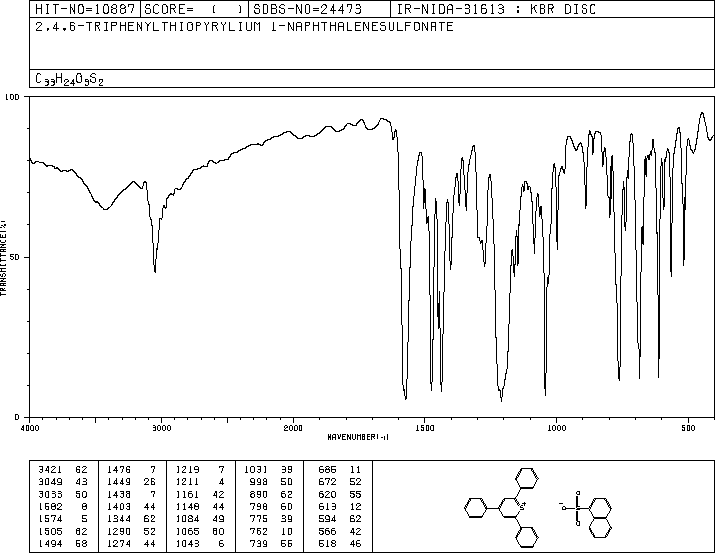 HIT-NO=10887 SCORE= ( ) SDBS-NO=24473 IR-NIDA-31613 : KBR DISC
2,4,6-TRIPHENYLTHIOPYRYLIUM 1-NAPHTHALENESULFONATE
C33H24O3S2
100
50
0
TRANSMITTANCE(%)
4000 3000 2000 1500 1000 500
WAVENUMBER(-1)
3421 62 1476 7 1219 7 1031 39 686 11
3049 43 1449 26 1211 4 998 50 672 52
3033 50 1438 7 1161 42 890 62 620 55
1582 8 1403 44 1148 44 798 60 613 12
1574 5 1344 62 1084 49 775 39 594 62
1505 62 1290 52 1065 60 762 10 566 42
1494 58 1274 44 1043 6 739 56 518 46
S+
O
O-S
O